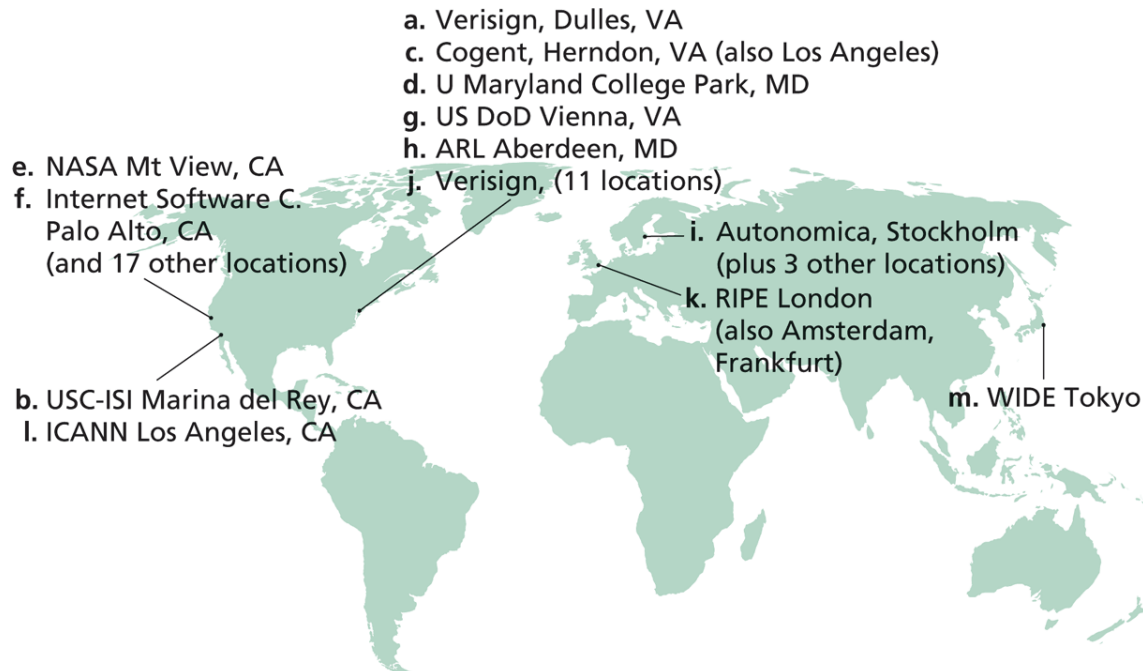 a. Verisign, Dulles, VA
c. Cogent, Herndon, VA (also Los Angeles)
d. U Maryland College Park, MD
g. US DoD Vienna, VA
h. ARL Aberdeen, MD
j. Verisign, (11 locations)
e. NASA Mt View, CA
f. Internet Software C.
Palo Alto, CA
(and 17 other locations)
i. Autonomica, Stockholm
(plus 3 other locations)
k. RIPE London
(also Amsterdam,
Frankfurt)
b. USC-ISI Marina del Rey, CA
l. ICANN Los Angeles, CA
m. WIDE Tokyo